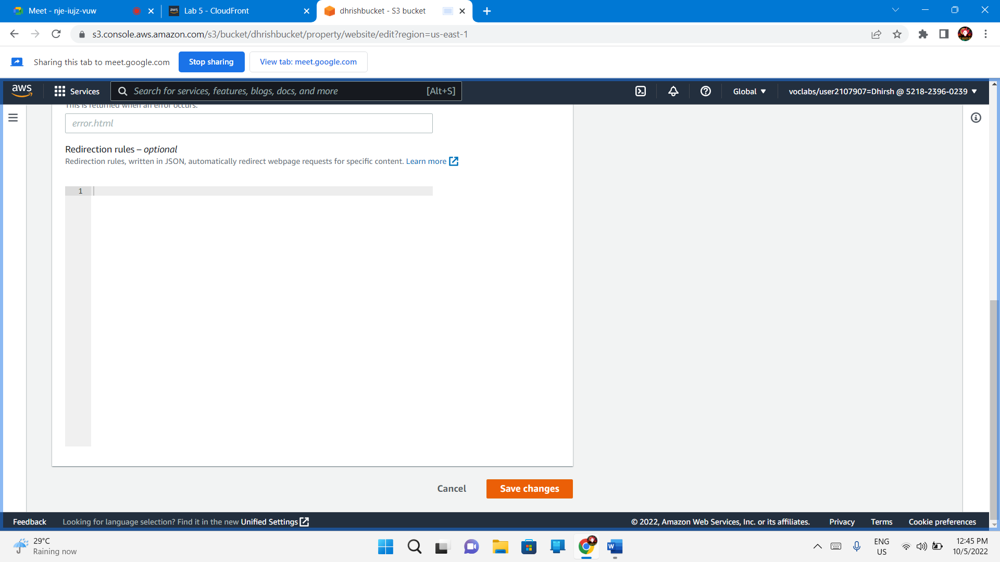 Meet - nje-iujz-vuw
Lab 5 - CloudFront
dhrishbucket - S3 bucket
s3.console.aws.amazon.com/s3/bucket/dhrishbucket/property/website/edit?region=us-east-1
Sharing this tab to meet.google.com
Stop sharing
View tab: meet.google.com
aws
Services
Search for services, features, blogs, docs, and more
[Alt+S]
Global
voclabs/user2107907=Dhirsh @ 5218-2396-0239
This is returned when an error occurs.
error.html
Redirection rules – optional
Redirection rules, written in JSON, automatically redirect webpage requests for specific content. Learn more
1
Cancel
Save changes
Feedback
Looking for language selection? Find it in the new Unified Settings
© 2022, Amazon Web Services, Inc. or its affiliates.
Privacy
Terms
Cookie preferences
29°C
Raining now
ENG
US
12:45 PM
10/5/2022